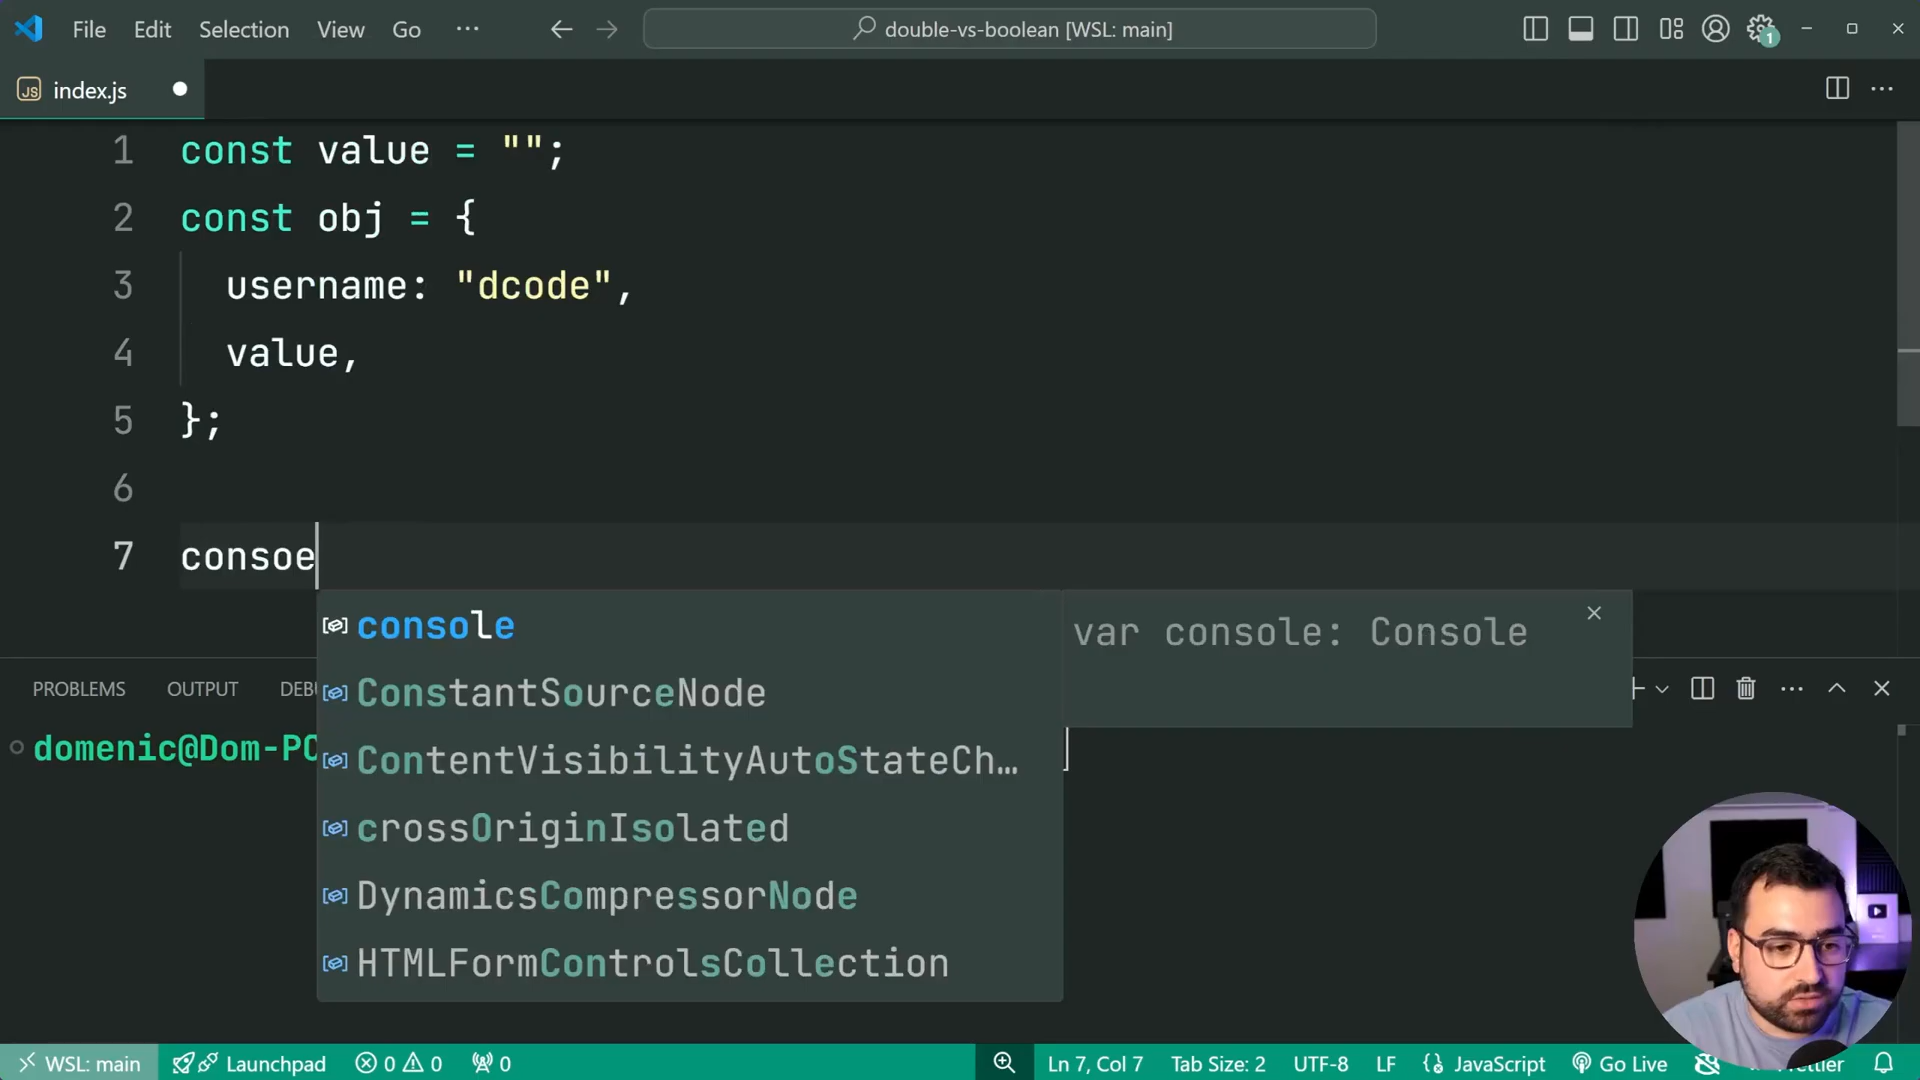 File Edit Selection View Go ··· double-vs-boolean [WSL: main] 1
JS index.js
1 const value = "";
2 const obj = {
3 username: "dcode",
4 value,
5 };
6
7 consoe
console
var console: Console
ConstantSourceNode
ContentVisibilityAutoStateCh…
crossOriginIsolated
DynamicsCompressorNode
HTMLFormControlsCollection
PROBLEMS OUTPUT DEBU
domenic@Dom-PC
WSL: main Launchpad 0 0 0 Ln 7, Col 7 Tab Size: 2 UTF-8 LF {} JavaScript Go Live